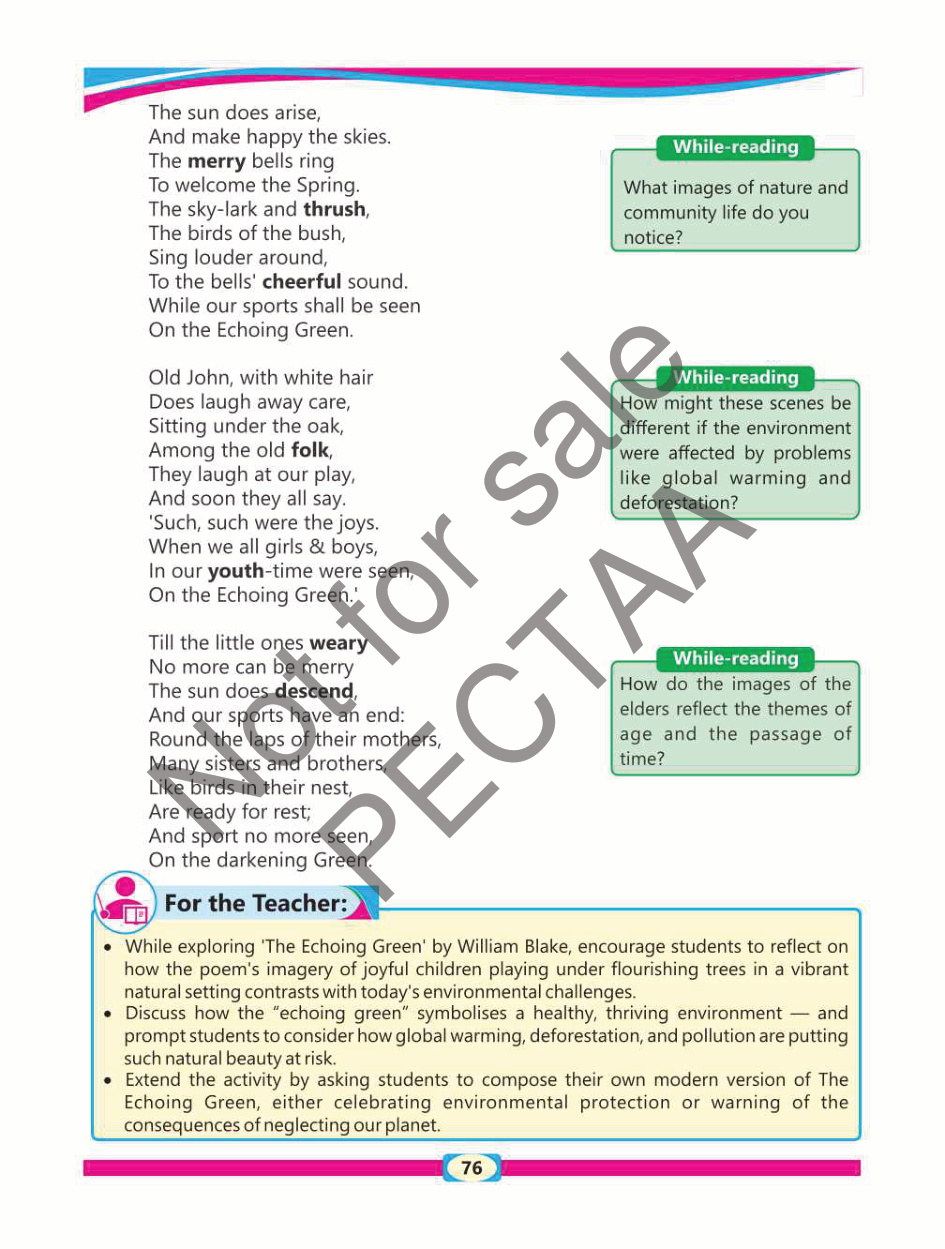 The sun does arise,
And make happy the skies.
The merry bells ring
To welcome the Spring.
The sky-lark and thrush,
The birds of the bush,
Sing louder around,
To the bells' cheerful sound.
While our sports shall be seen
On the Echoing Green.
While-reading
What images of nature and
community life do you
notice?
Old John, with white hair
Does laugh away care,
Sitting under the oak,
Among the old folk,
They laugh at our play,
And soon they all say.
'Such, such were the joys.
When we all girls & boys,
In our youth-time were seen,
On the Echoing Green.'
While-reading
How might these scenes be
different if the environment
were affected by problems
like global warming and
deforestation?
Till the little ones weary
No more can be merry
The sun does descend,
And our sports have an end:
Round the laps of their mothers,
Many sisters and brothers,
Like birds in their nest,
Are ready for rest;
And sport no more seen,
On the darkening Green.
While-reading
How do the images of the
elders reflect the themes of
age and the passage of
time?
Not for sale
PECTAA
For the Teacher:
• While exploring 'The Echoing Green' by William Blake, encourage students to reflect on
how the poem's imagery of joyful children playing under flourishing trees in a vibrant
natural setting contrasts with today's environmental challenges.
• Discuss how the “echoing green” symbolises a healthy, thriving environment — and
prompt students to consider how global warming, deforestation, and pollution are putting
such natural beauty at risk.
• Extend the activity by asking students to compose their own modern version of The
Echoing Green, either celebrating environmental protection or warning of the
consequences of neglecting our planet.
76